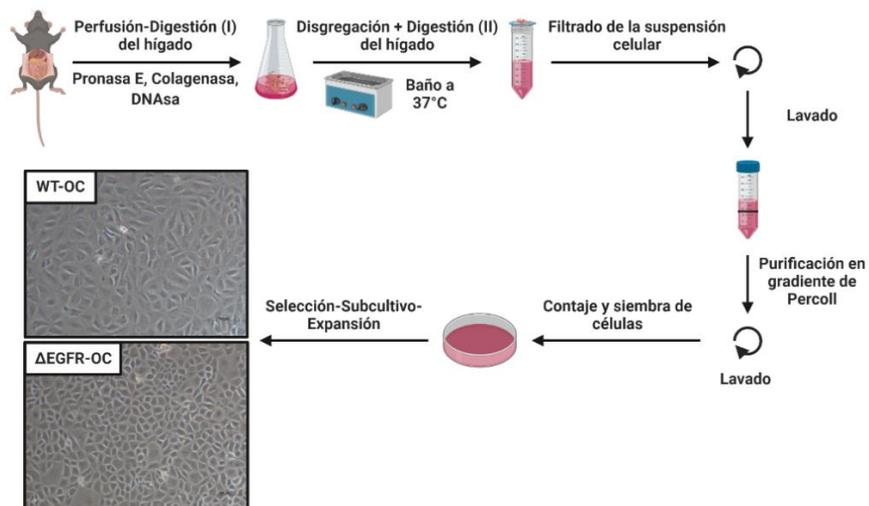 Perfusión-Digestión (I)
del hígado
Pronasa E, Colagenasa,
DNAsa
Disgregación + Digestión (II)
del hígado
Baño a
37°C
Filtrado de la suspensión
celular
Lavado
Purificación en
gradiente de
Percoll
Lavado
Contaje y siembra de
células
Selección-Subcultivo-
Expansión
WT-OC
ΔEGFR-OC